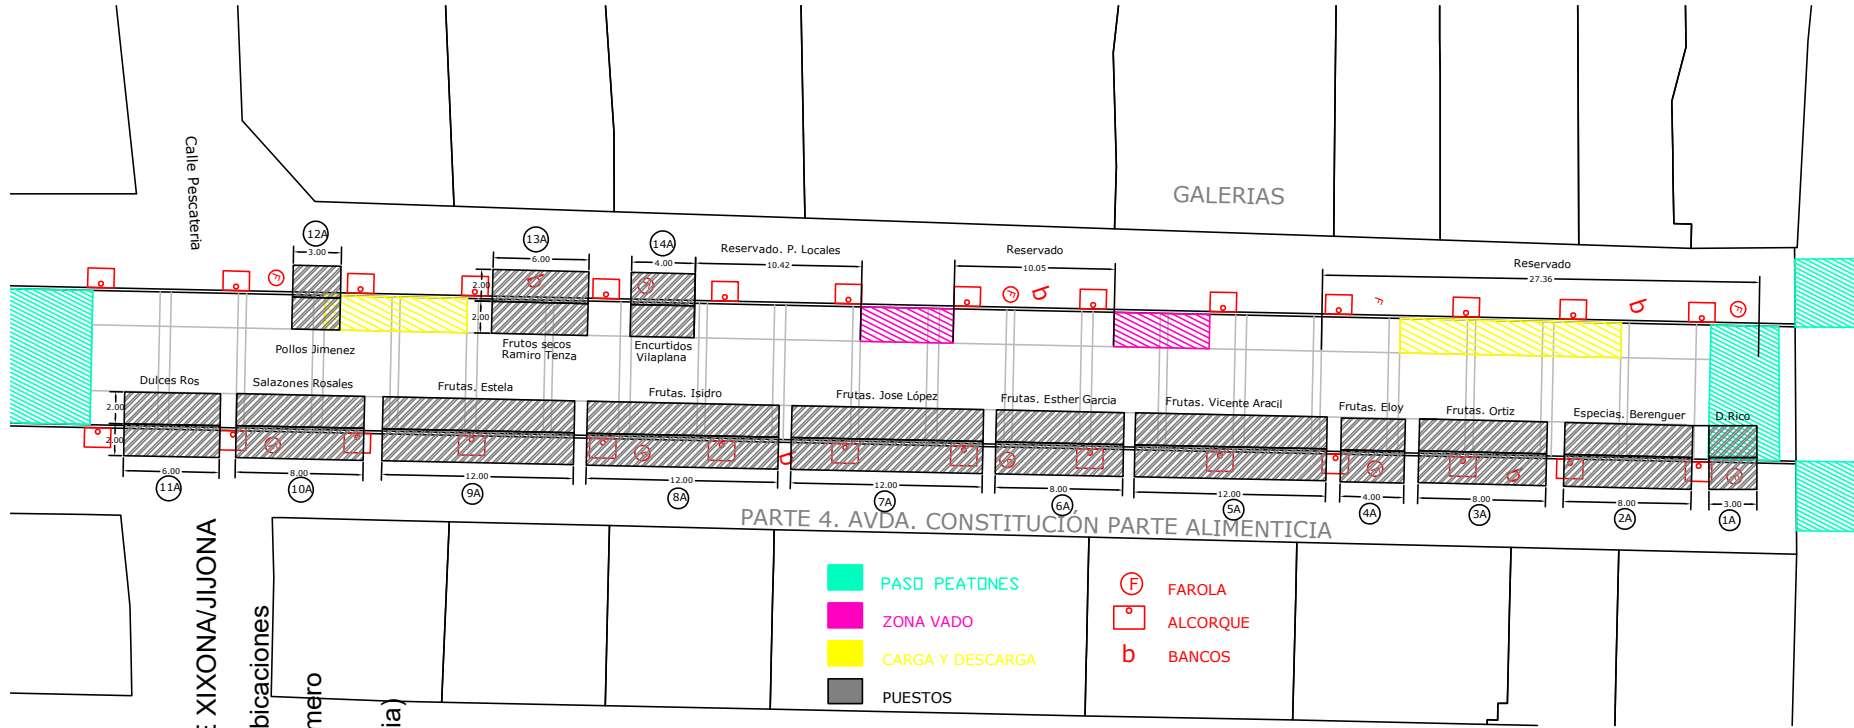 Calle Pescateria
GALERIAS
12A
3.00
13A
6.00
14A
4.00
Reservado. P. Locales
10.42
Reservado
10.05
Reservado
27.36
F
F
F
F
b
b
F
2.00
2.00
b
Pollos Jimenez
Frutos secos
Ramiro Tenza
Encurtidos
Vilaplana
Dulces Ros
Salazones Rosales
Frutas. Estela
Frutas. Isidro
Frutas. Jose López
Frutas. Esther Garcia
Frutas. Vicente Aracil
Frutas. Eloy
Frutas. Ortiz
Especias. Berenguer
D.Rico
2.00
2.00
F
F
b
F
F
b
F
6.00
8.00
12.00
12.00
12.00
8.00
12.00
4.00
8.00
8.00
3.00
11A
10A
9A
8A
7A
6A
5A
4A
3A
2A
1A
PARTE 4. AVDA. CONSTITUCIÓN PARTE ALIMENTICIA
PASO PEATONES
ZONA VADO
CARGA Y DESCARGA
PUESTOS
F FAROLA
ALCORQUE
b BANCOS
E XIXONA/JIJONA
bicaciones
mero
ia)